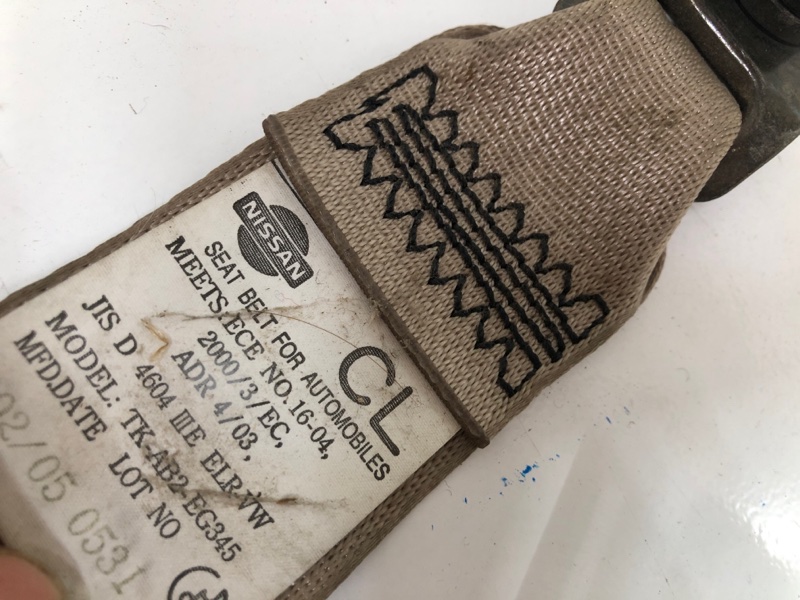 NISSAN
CL
SEAT BELT FOR AUTOMOBILES
MEETS ECE NO.16-04,
2000/3/EC,
ADR 4/03,
JIS D 4604 ⅢE ELR-VW
MODEL: TK-AB2-EG345
MFD.DATE LOT NO
02/05 0531